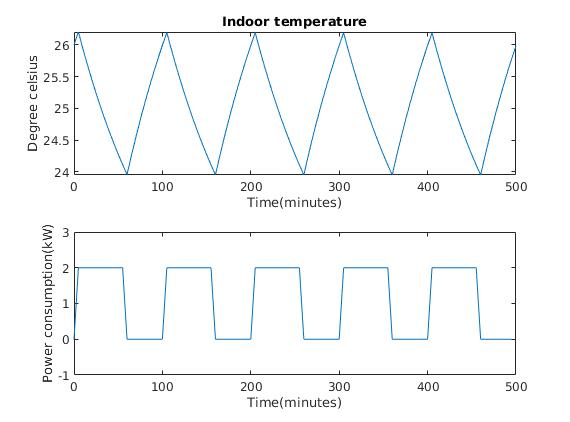 Indoor temperature
26
25.5
25
24.5
24
Degree celsius
0 100 200 300 400 500
Time(minutes)
3
2
1
0
-1
Power consumption(kW)
0 100 200 300 400 500
Time(minutes)